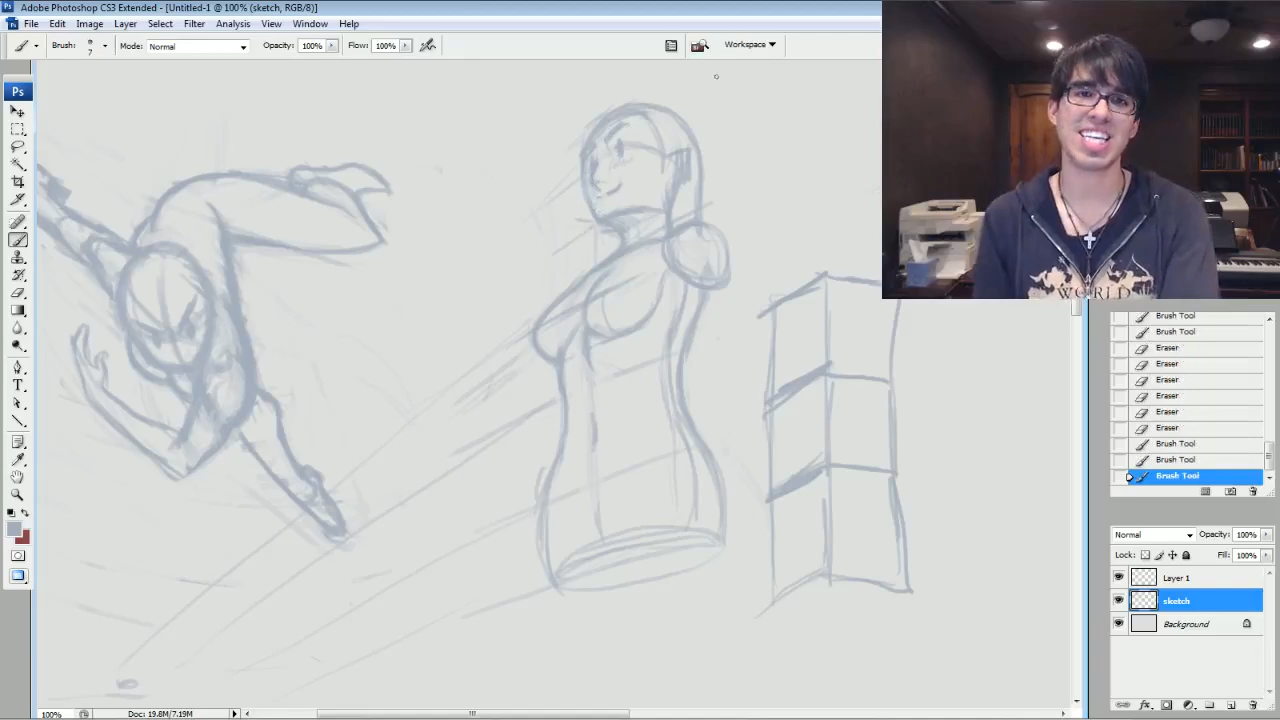 Adobe Photoshop CS3 Extended - [Untitled-1 @ 100% (sketch, RGB/8)]
File Edit Image Layer Select Filter Analysis View Window Help
Brush: 7 Mode: Normal Opacity: 100% Flow: 100% Workspace
Ps
WORLD
Brush Tool
Brush Tool
Eraser
Eraser
Eraser
Eraser
Eraser
Eraser
Brush Tool
Brush Tool
Brush Tool
Normal Opacity: 100%
Lock: Fill: 100%
Layer 1
sketch
Background
100% Doc: 19.8M/7.19M